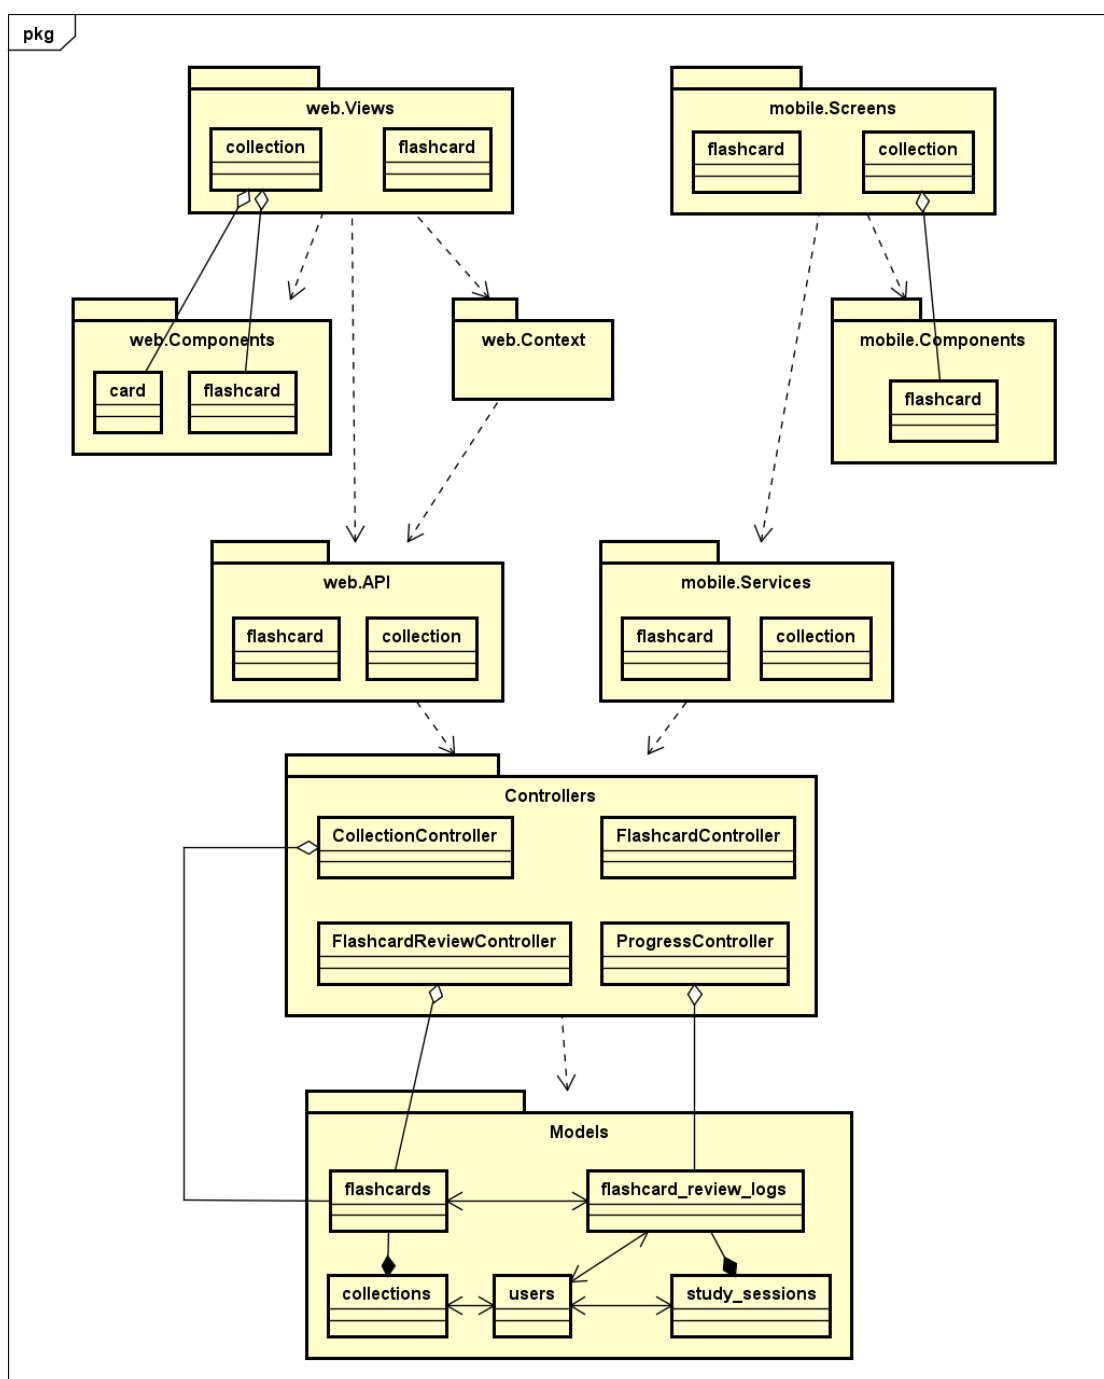 pkg
web.Views
mobile.Screens
collection
flashcard
flashcard
collection
web.Components
web.Context
mobile.Components
card
flashcard
flashcard
web.API
mobile.Services
flashcard
collection
flashcard
collection
Controllers
CollectionController
FlashcardController
FlashcardReviewController
ProgressController
Models
flashcards
flashcard_review_logs
collections
users
study_sessions